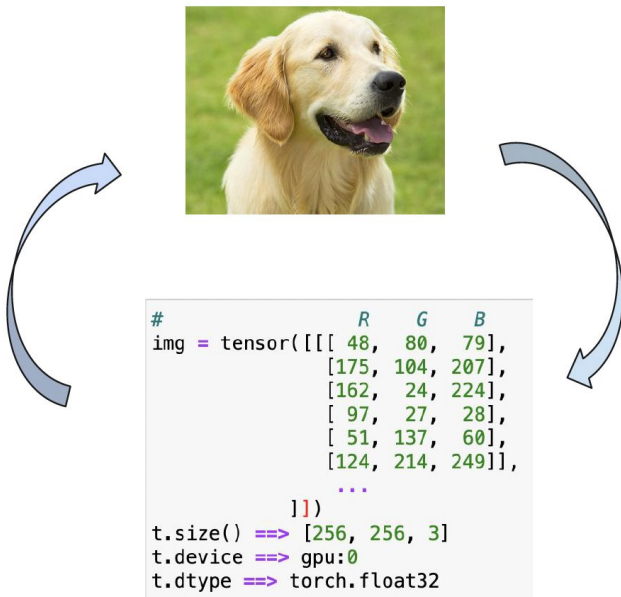 # R G B
img = tensor([[[ 48, 80, 79],
[175, 104, 207],
[162, 24, 224],
[ 97, 27, 28],
[ 51, 137, 60],
[124, 214, 249]],
...
]])
t.size() ==> [256, 256, 3]
t.device ==> gpu:0
t.dtype ==> torch.float32